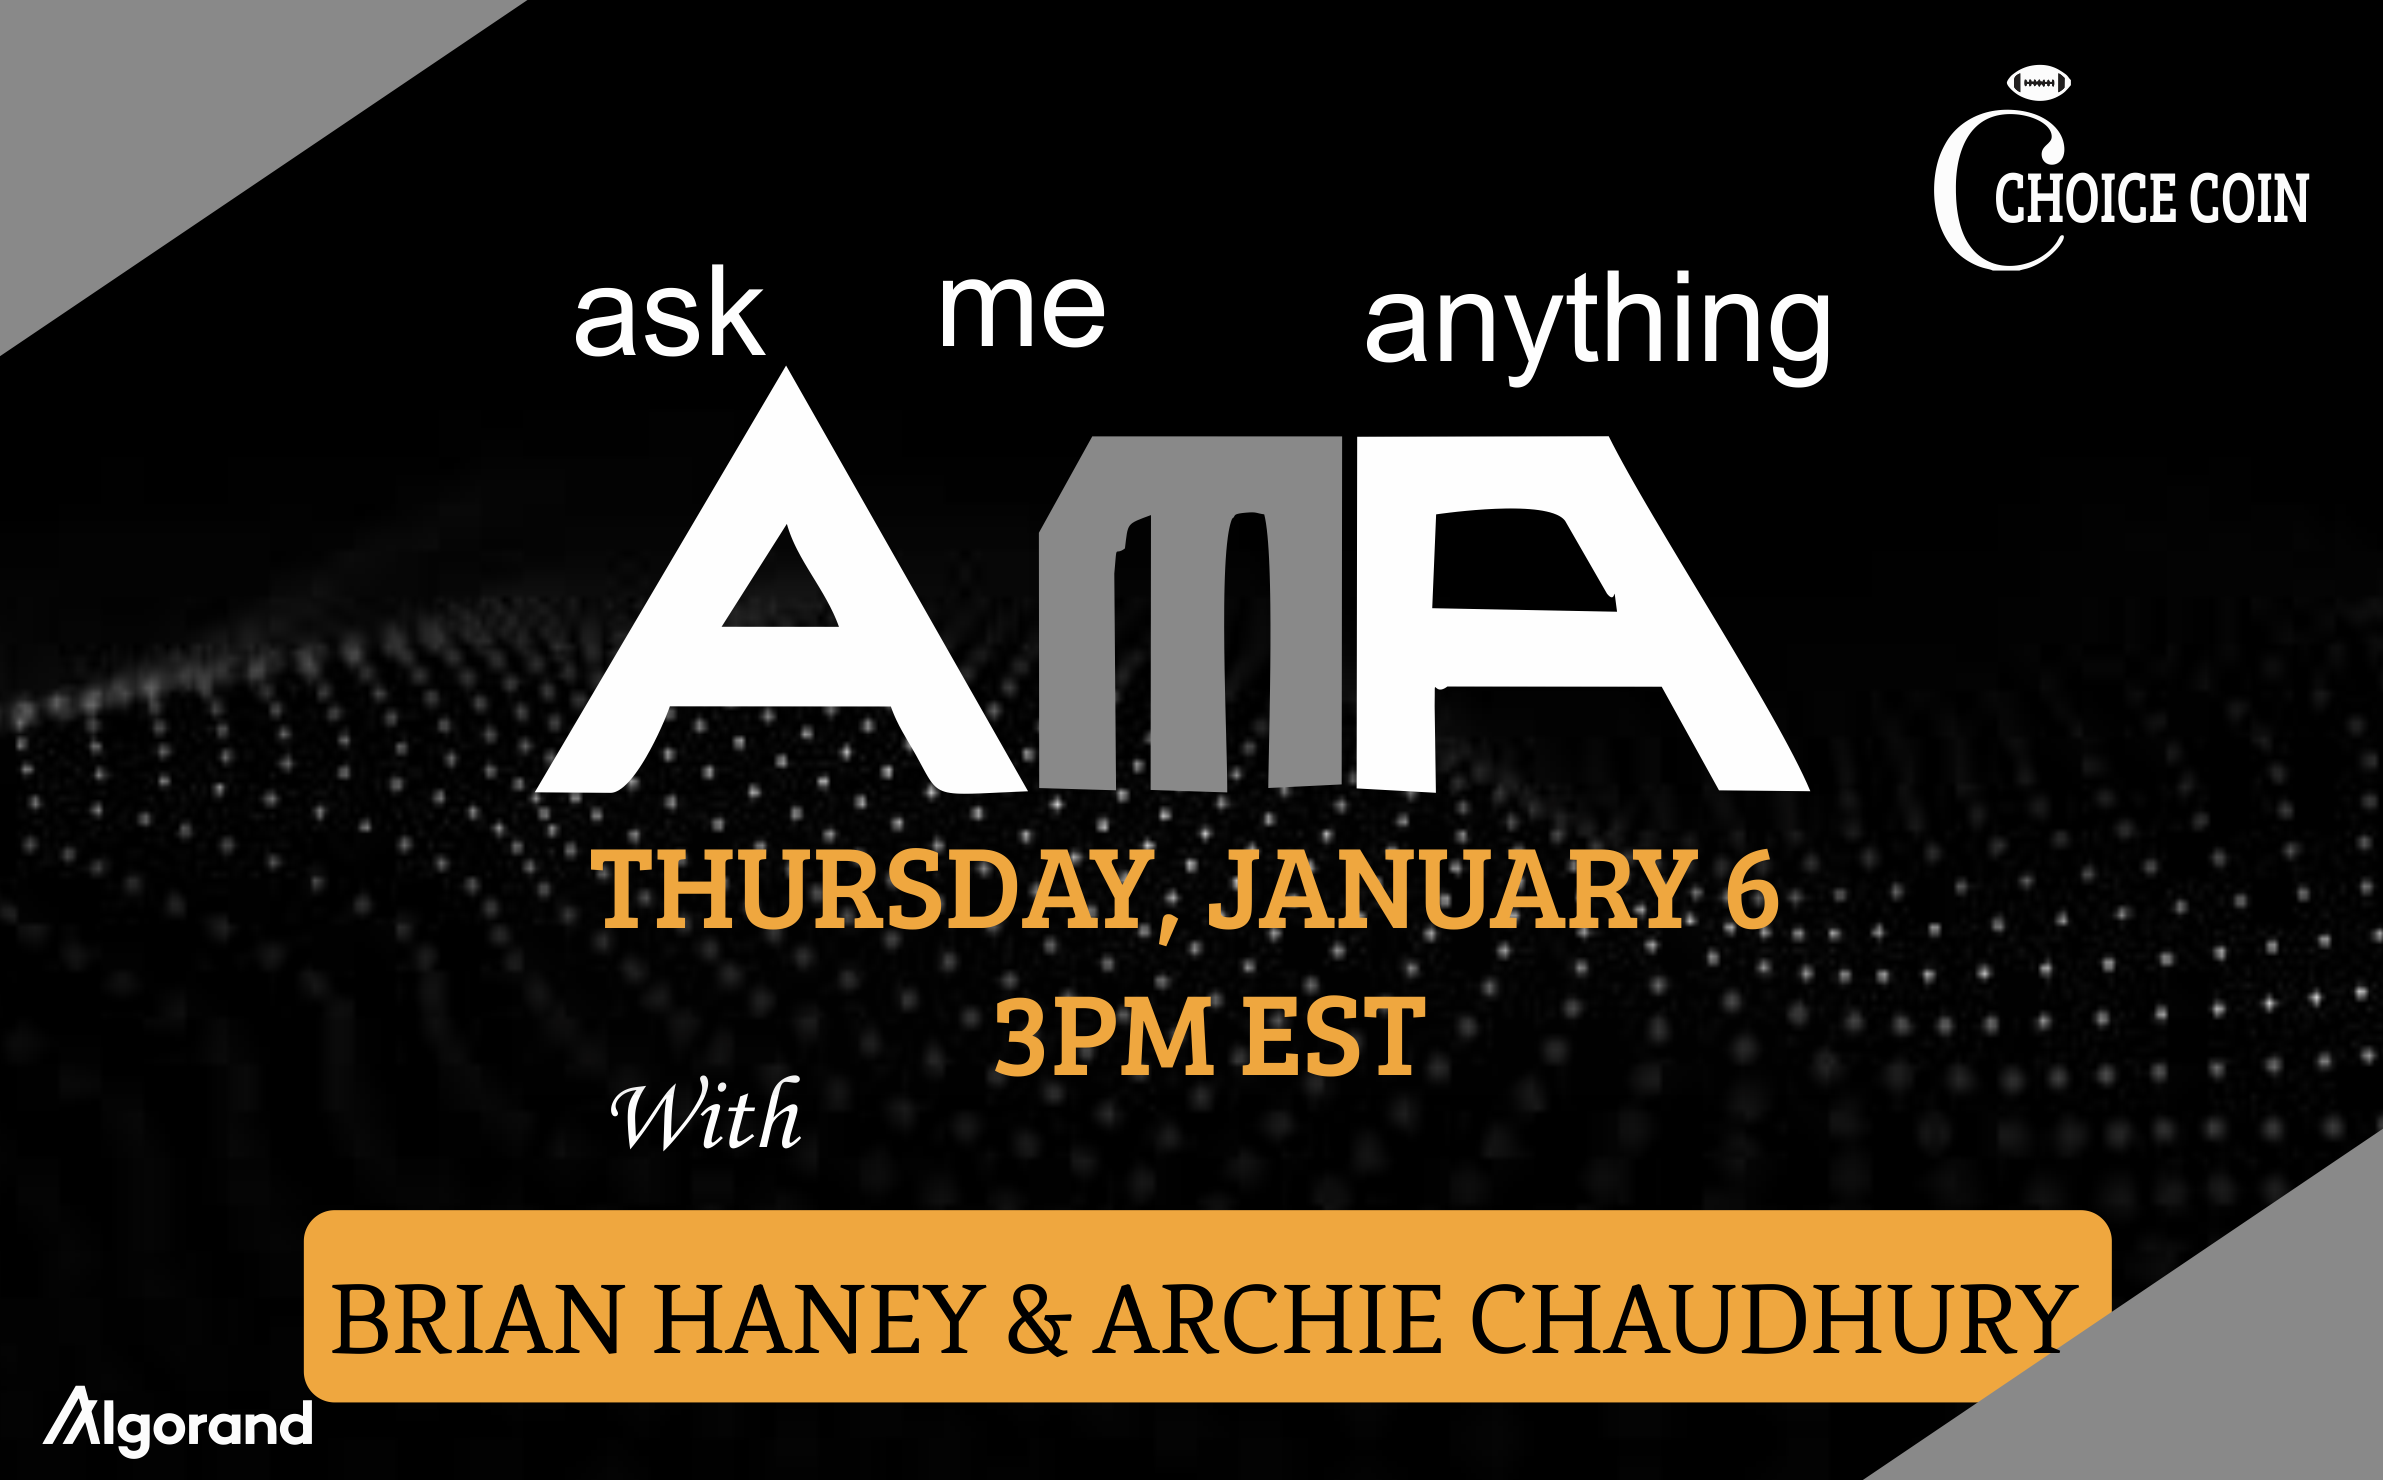 CHOICE COIN
ask me anything
AMA
THURSDAY, JANUARY 6
3PM EST
With
BRIAN HANEY & ARCHIE CHAUDHURY
Algorand